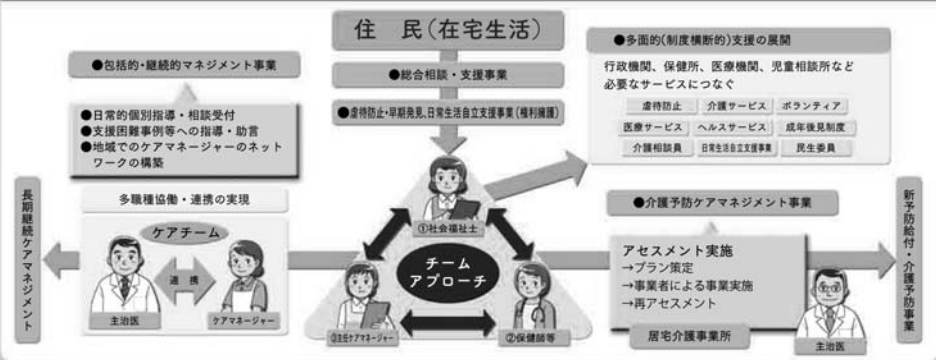 住 民(在宅生活)
●総合相談・支援事業
●虐待防止・早期発見、日常生活自立支援事業(権利擁護)
●包括的・継続的マネジメント事業
●日常的個別指導・相談受付
●支援困難事例等への指導・助言
●地域でのケアマネージャーのネット
ワークの構築
多職種協働・連携の実現
ケアチーム
連 携
主治医
ケアマネージャー
長期継続ケアマネジメント
●多面的(制度横断的)支援の展開
行政機関、保健所、医療機関、児童相談所など
必要なサービスにつなぐ
虐待防止
介護サービス
ボランティア
医療サービス
ヘルスサービス
成年後見制度
介護相談員
日常生活自立支援事業
民生委員
①社会福祉士
チーム
アプローチ
③主任ケアマネージャー
②保健師等
●介護予防ケアマネジメント事業
アセスメント実施
→プラン策定
→事業者による事業実施
→再アセスメント
居宅介護事業所
主治医
新予防給付・介護予防事業